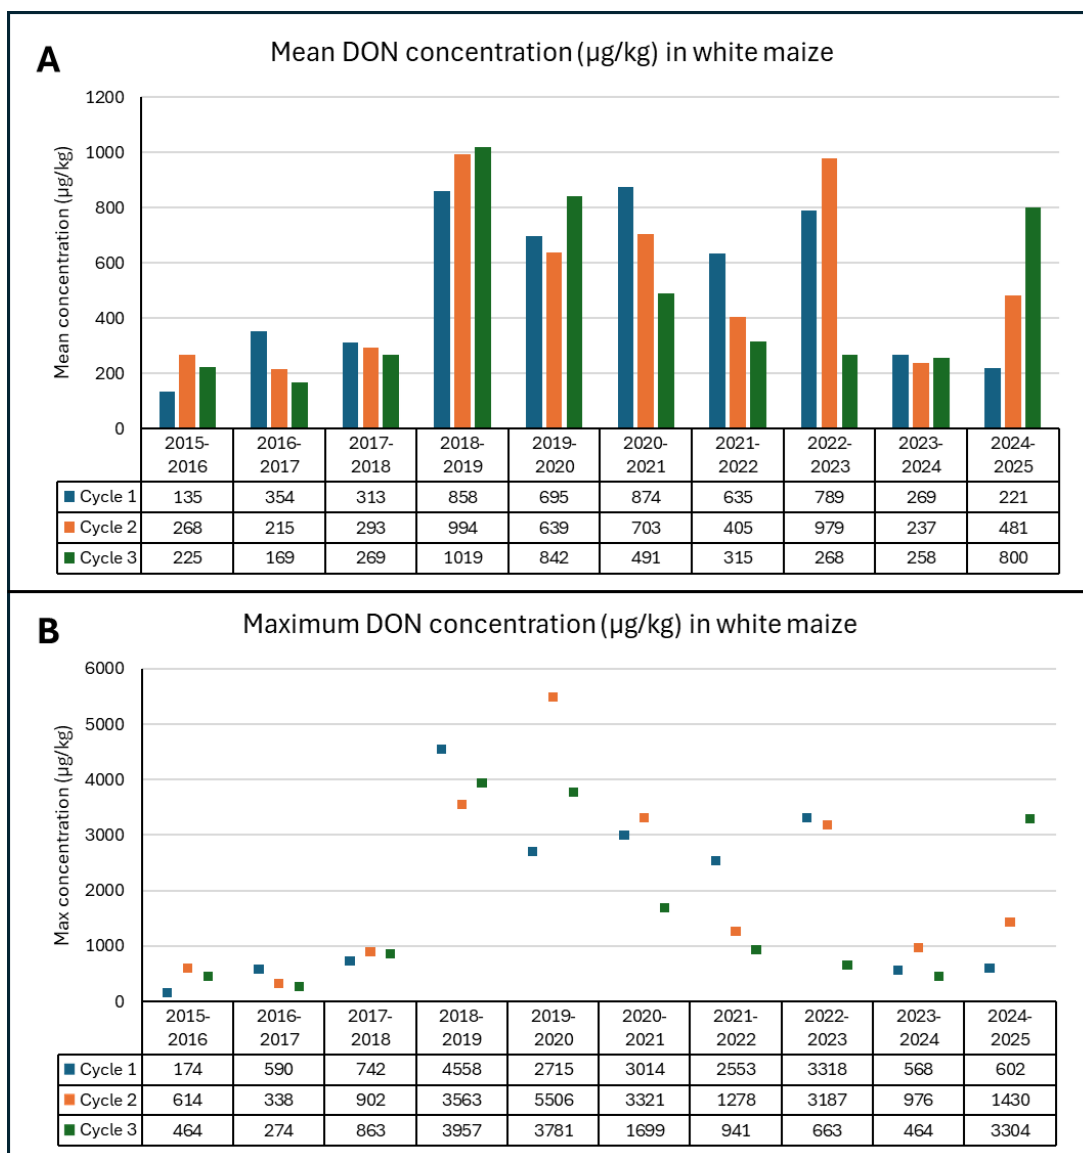 A
Mean DON concentration (µg/kg) in white maize
Mean concentration (µg/kg)
1200
1000
800
600
400
200
0
2015- 2016- 2017- 2018- 2019- 2020- 2021- 2022- 2023- 2024-
2016 2017 2018 2019 2020 2021 2022 2023 2024 2025
Cycle 1 135 354 313 858 695 874 635 789 269 221
Cycle 2 268 215 293 994 639 703 405 979 237 481
Cycle 3 225 169 269 1019 842 491 315 268 258 800
B
Maximum DON concentration (µg/kg) in white maize
Max concentration (µg/kg)
6000
5000
4000
3000
2000
1000
0
2015- 2016- 2017- 2018- 2019- 2020- 2021- 2022- 2023- 2024-
2016 2017 2018 2019 2020 2021 2022 2023 2024 2025
Cycle 1 174 590 742 4558 2715 3014 2553 3318 568 602
Cycle 2 614 338 902 3563 5506 3321 1278 3187 976 1430
Cycle 3 464 274 863 3957 3781 1699 941 663 464 3304